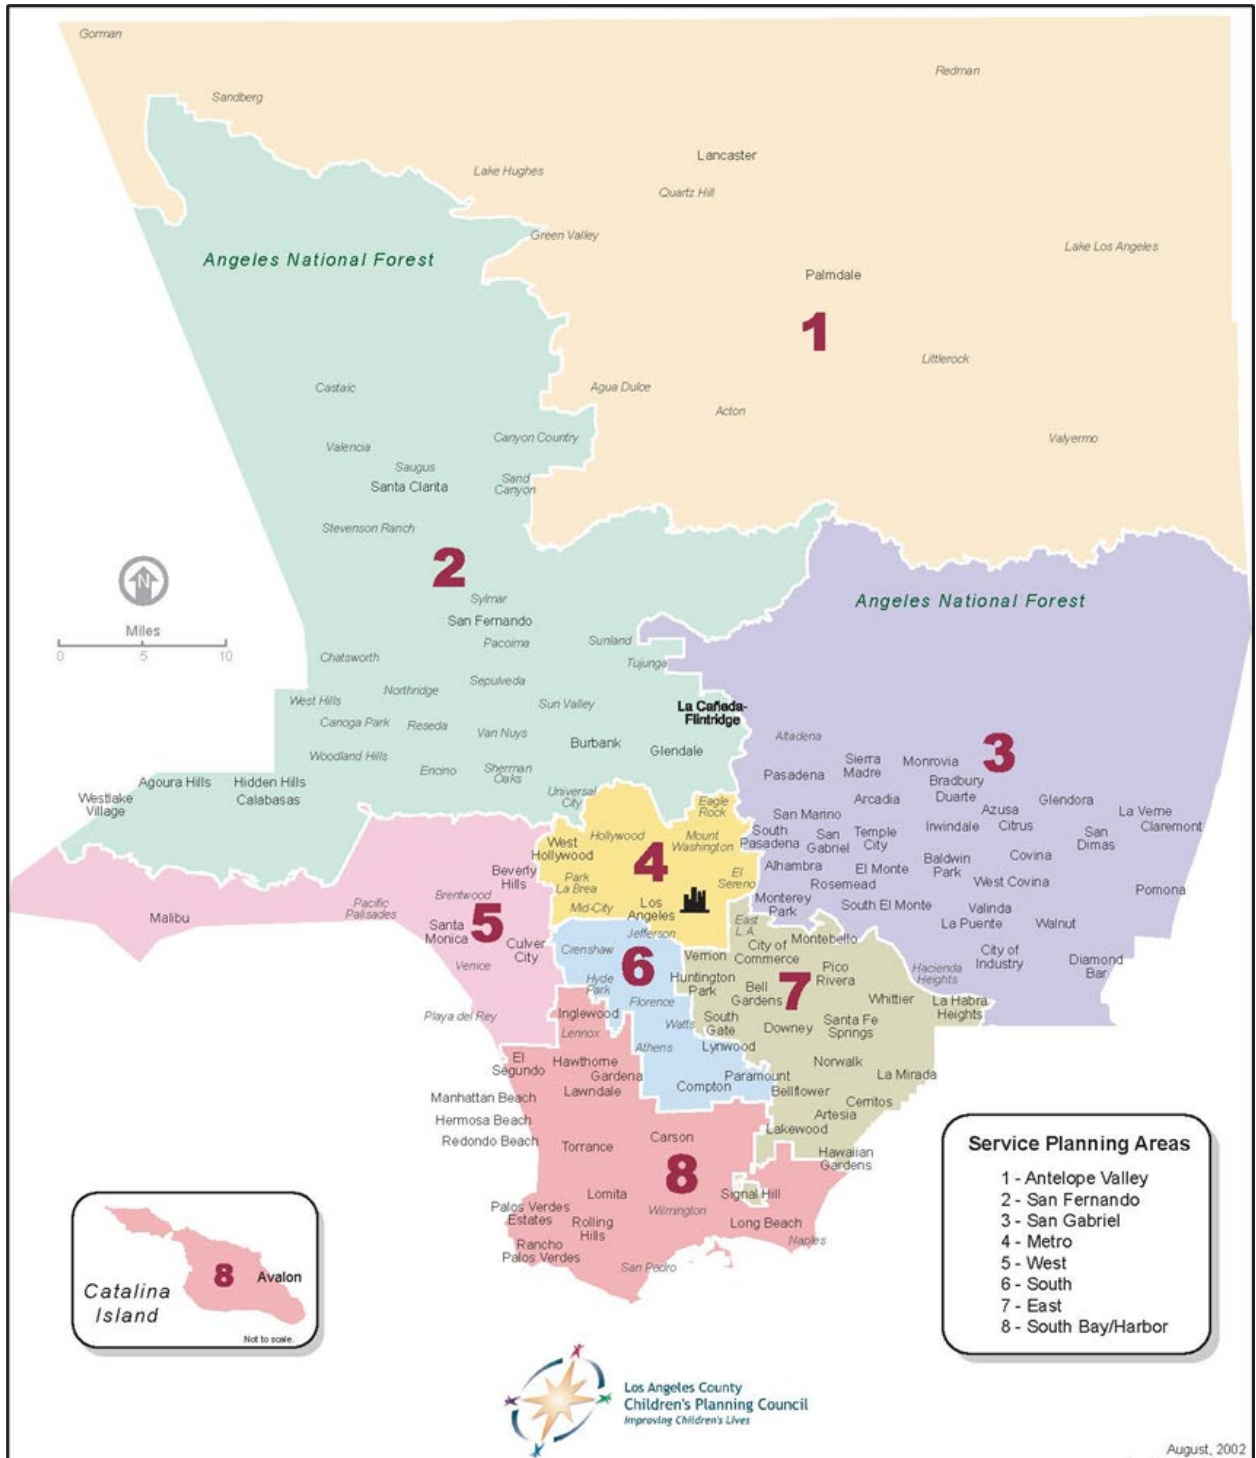 Gorman
Redman
Sandberg
Lancaster
Lake Hughes
Quartz Hill
Green Valley
Lake Los Angeles
Angeles National Forest
Palmdale
1
Littlerock
Castaic
Agua Dulce
Acton
Canyon Country
Valyermo
Valencia
Saugus
Santa Clarita
Sand
Canyon
Stevenson Ranch
2
N
Miles
0 5 10
Sylmar
San Fernando
Angeles National Forest
Pacoima
Sunland
Chatsworth
Tujunga
Sepulveda
Northridge
West Hills
Sun Valley
La Cañada-
Flintridge
Canoga Park
Reseda
Van Nuys
Burbank
Glendale
Altadena
3
Woodland Hills
Encino
Sherman
Oaks
Pasadena
Sierra
Madre
Monrovia
Bradbury
Duarte
Agoura Hills
Hidden Hills
Calabasas
Westlake
Village
Universal
City
Eagle
Rock
Arcadia
Azusa
Glendora
La Verne
San Marino
Citrus
Claremont
Irwindale
West
Hollywood
Hollywood
Mount
Washington
South
Pasadena
San
Gabriel
Temple
City
San
Dimas
4
Beverly
Hills
Park
La Brea
El
Sereno
Alhambra
El Monte
Baldwin
Park
Covina
Rosemead
West Covina
Pomona
Brentwood
Pacific
Palisades
Mid-City
Los
Angeles
Monterey
Park
South El Monte
Valinda
La Puente
Walnut
Malibu
5
Santa
Monica
Culver
City
Jefferson
East
L.A.
Crenshaw
6
Vernon
City of
Commerce
Montebello
City of
Industry
Diamond
Bar
Venice
Hyde
Park
Huntington
Park
Bell
Gardens
7
Pico
Rivera
Hacienda
Heights
Playa del Rey
Inglewood
Florence
Whittier
La Habra
Heights
Lennox
Watts
South
Gate
Downey
Santa Fe
Springs
Athens
Lynwood
El
Segundo
Hawthorne
Norwalk
Gardena
Paramount
La Mirada
Lawndale
Compton
Bellflower
Manhattan Beach
Cerritos
Artesia
Hermosa Beach
Lakewood
Redondo Beach
Torrance
Carson
Hawaiian
Gardens
8
Lomita
Signal Hill
Palos Verdes
Estates
Wilmington
Rolling
Hills
Long Beach
Naples
Rancho
Palos Verdes
San Pedro
Service Planning Areas
1 - Antelope Valley
2 - San Fernando
3 - San Gabriel
4 - Metro
5 - West
6 - South
7 - East
8 - South Bay/Harbor
8
Avalon
Catalina
Island
Not to scale.
Los Angeles County
Children's Planning Council
Improving Children's Lives
August, 2002